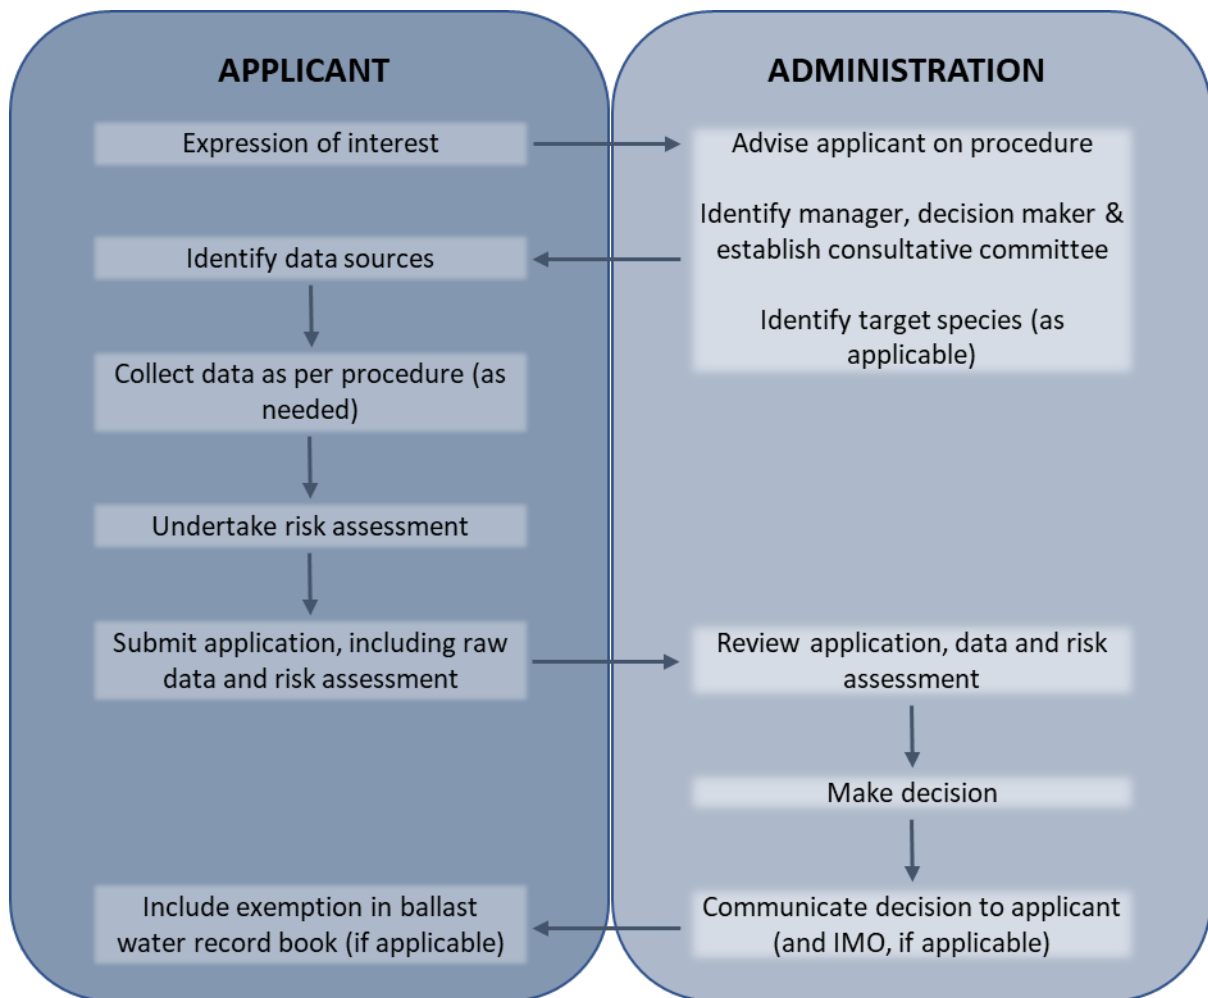 APPLICANT
Expression of interest
Identify data sources
Collect data as per procedure (as
needed)
Undertake risk assessment
Submit application, including raw
data and risk assessment
Include exemption in ballast
water record book (if applicable)
ADMINISTRATION
Advise applicant on procedure
Identify manager, decision maker &
establish consultative committee
Identify target species (as
applicable)
Review application, data and risk
assessment
Make decision
Communicate decision to applicant
(and IMO, if applicable)